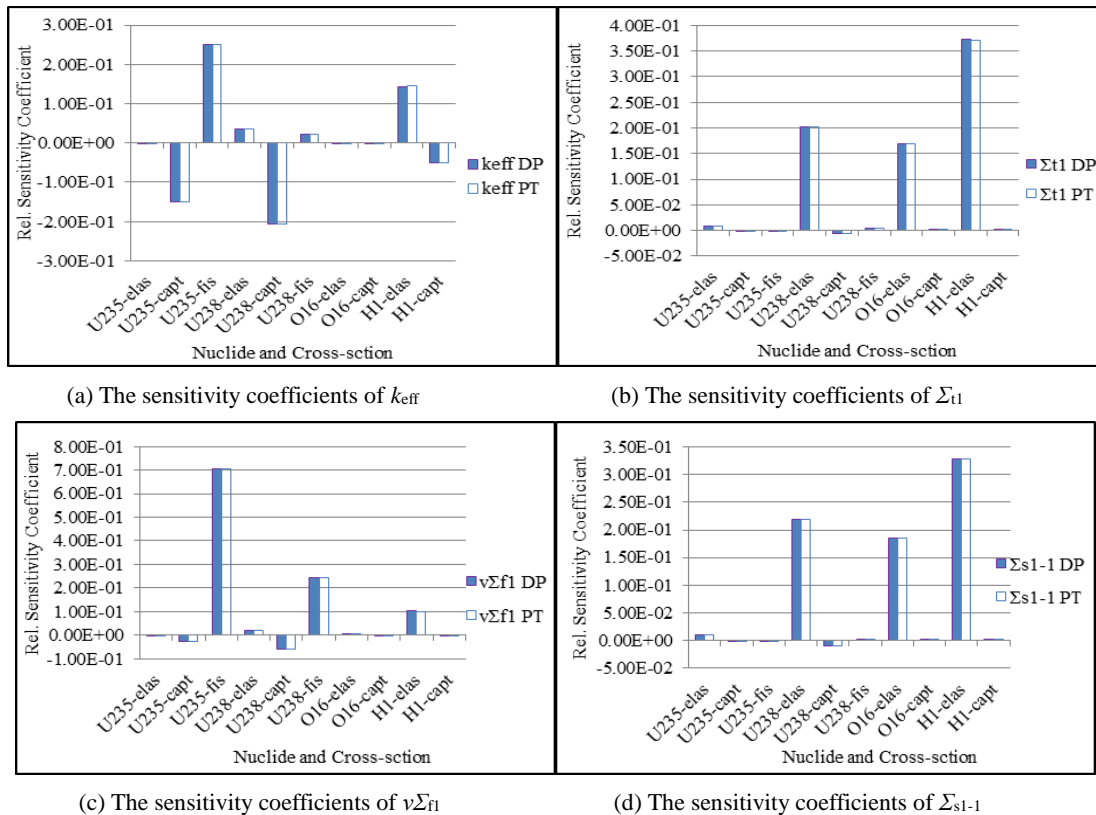 3.00E-01
2.00E-01
1.00E-01
0.00E+00
-1.00E-01
-2.00E-01
-3.00E-01
Rel. Sensitivity Coefficient
keff DP
keff PT
U235-elas
U235-capt
U235-fis
U238-elas
U238-capt
U238-fis
O16-elas
O16-capt
H1-elas
H1-capt
Nuclide and Cross-sction
(a) The sensitivity coefficients of keff
4.00E-01
3.50E-01
3.00E-01
2.50E-01
2.00E-01
1.50E-01
1.00E-01
5.00E-02
0.00E+00
-5.00E-02
Rel. Sensitivity Coefficient
Σt1 DP
Σt1 PT
U235-elas
U235-capt
U235-fis
U238-elas
U238-capt
U238-fis
O16-elas
O16-capt
H1-elas
H1-capt
Nuclide and Cross-sction
(b) The sensitivity coefficients of Σt1
8.00E-01
7.00E-01
6.00E-01
5.00E-01
4.00E-01
3.00E-01
2.00E-01
1.00E-01
0.00E+00
-1.00E-01
Rel. Sensitivity Coefficient
vΣf1 DP
vΣf1 PT
U235-elas
U235-capt
U235-fis
U238-elas
U238-capt
U238-fis
O16-elas
O16-capt
H1-elas
H1-capt
Nuclide and Cross-sction
(c) The sensitivity coefficients of νΣf1
3.50E-01
3.00E-01
2.50E-01
2.00E-01
1.50E-01
1.00E-01
5.00E-02
0.00E+00
-5.00E-02
Rel. Sensitivity Coefficient
Σs1-1 DP
Σs1-1 PT
U235-elas
U235-capt
U235-fis
U238-elas
U238-capt
U238-fis
O16-elas
O16-capt
H1-elas
H1-capt
Nuclide and Cross-sction
(d) The sensitivity coefficients of Σs1-1